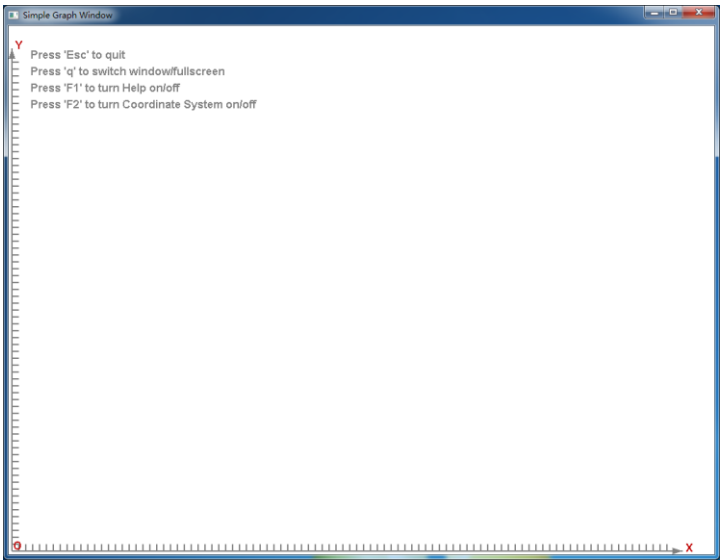 Simple Graph Window
Y
Press 'Esc' to quit
Press 'q' to switch window/fullscreen
Press 'F1' to turn Help on/off
Press 'F2' to turn Coordinate System on/off
O
X